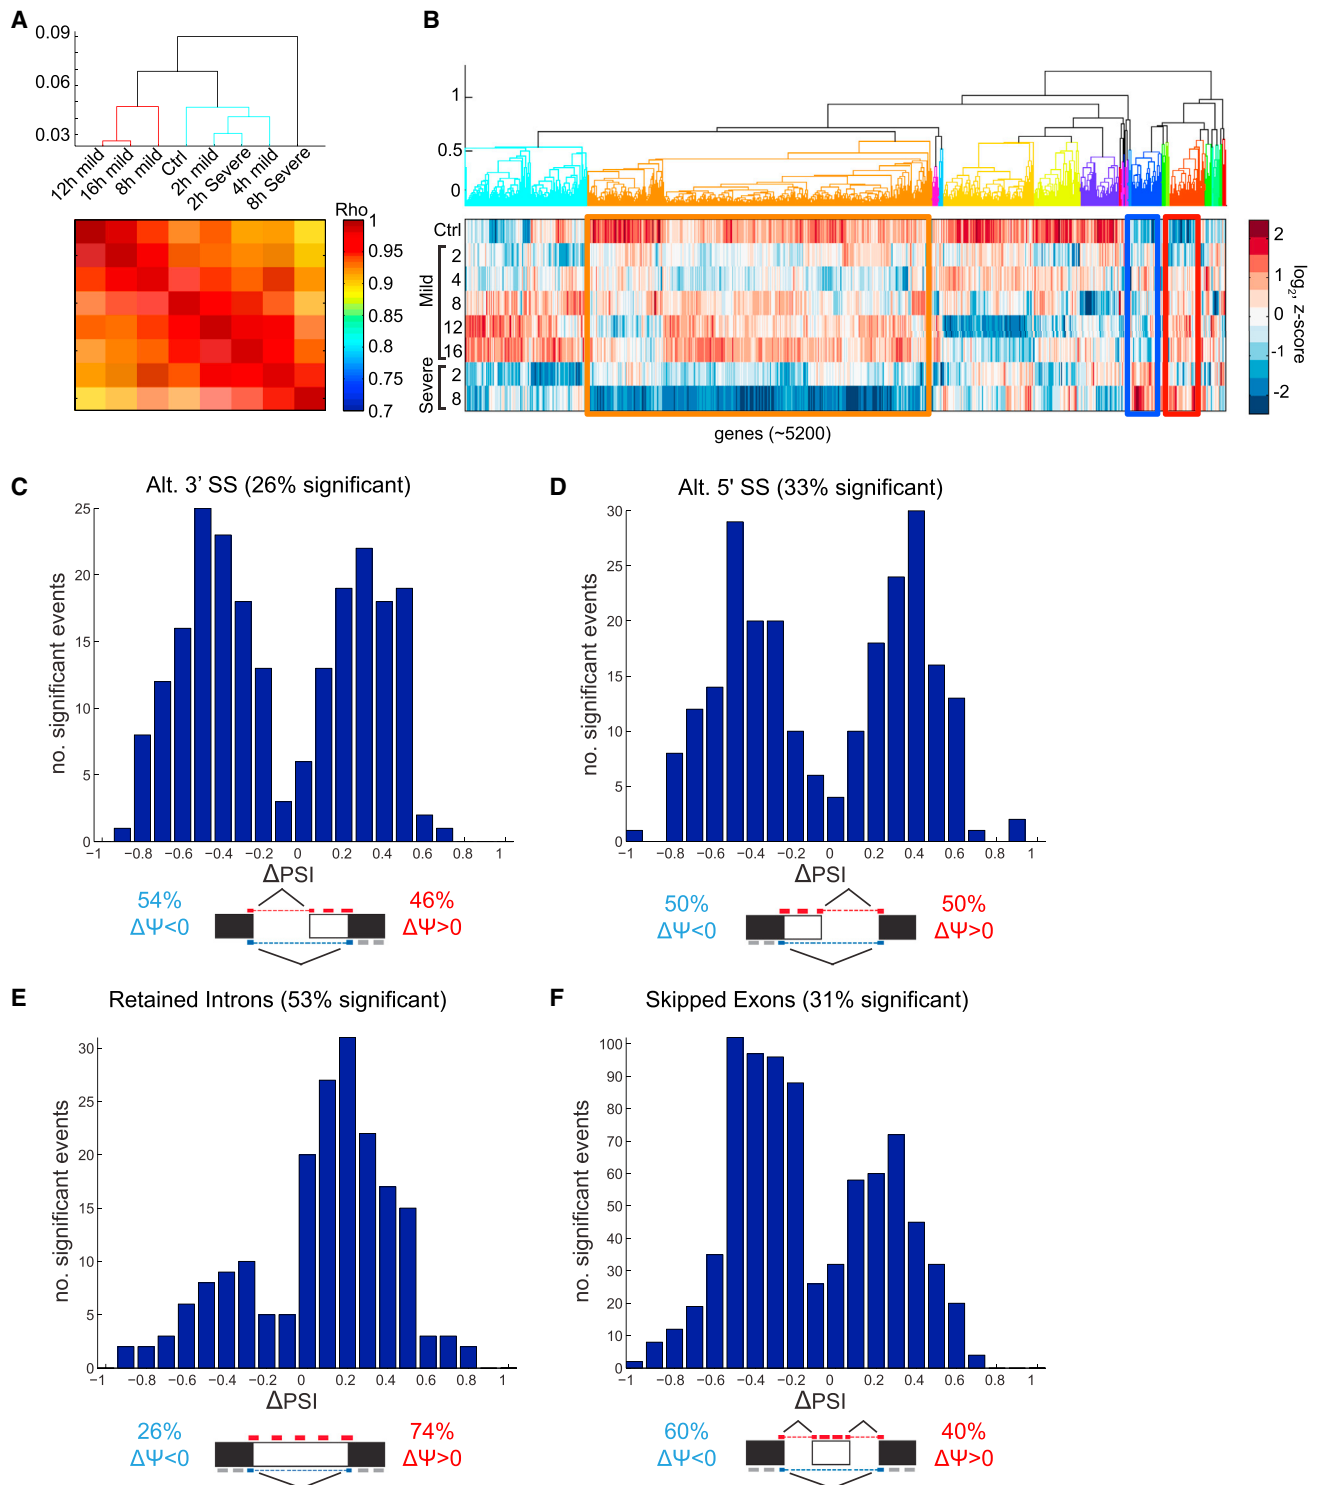 A
0.09
0.06
0.03
12h mild
16h mild
8h mild
Ctrl
2h mild
2h Severe
4h mild
8h Severe
Rho
1
0.95
0.9
0.85
0.8
0.75
0.7
B
1
0.5
0
Ctrl
Mild
2
4
8
12
16
Severe
2
8
genes (~5200)
2
1
0
-1
-2
log2, z-score
C
Alt. 3' SS (26% significant)
no. significant events
25
20
15
10
5
0
−1 −0.8 −0.6 −0.4 −0.2 0 0.2 0.4 0.6 0.8 1
ΔPSI
54%
ΔΨ<0
46%
ΔΨ>0
D
Alt. 5' SS (33% significant)
no. significant events
30
25
20
15
10
5
0
−1 −0.8 −0.6 −0.4 −0.2 0 0.2 0.4 0.6 0.8 1
ΔPSI
50%
ΔΨ<0
50%
ΔΨ>0
E
Retained Introns (53% significant)
no. significant events
30
25
20
15
10
5
0
−1 −0.8 −0.6 −0.4 −0.2 0 0.2 0.4 0.6 0.8 1
ΔPSI
26%
ΔΨ<0
74%
ΔΨ>0
F
Skipped Exons (31% significant)
no. significant events
100
90
80
70
60
50
40
30
20
10
0
−1 −0.8 −0.6 −0.4 −0.2 0 0.2 0.4 0.6 0.8 1
ΔPSI
60%
ΔΨ<0
40%
ΔΨ>0